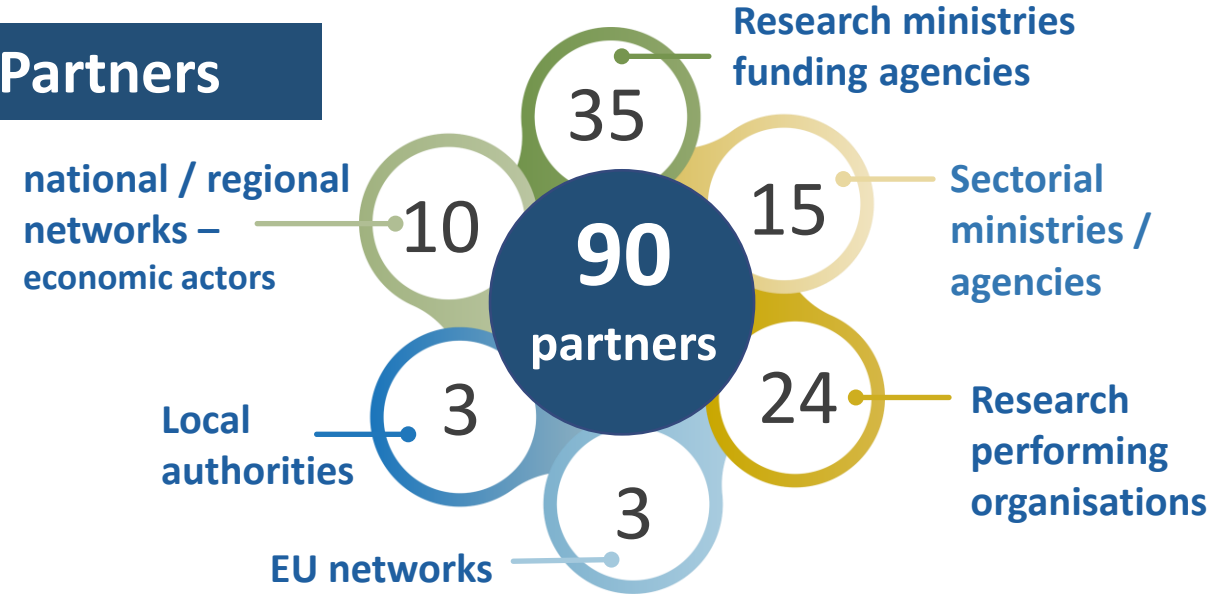 Partners
Research ministries
funding agencies
35
national / regional
networks –
economic actors
10
15
Sectorial
ministries /
agencies
90
partners
Local
authorities
3
24
Research
performing
organisations
3
EU networks